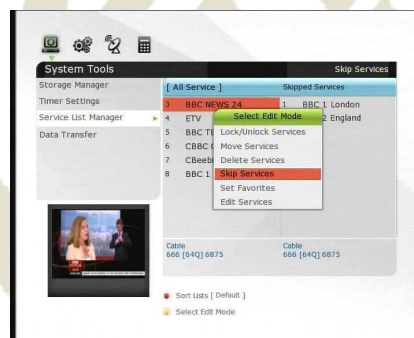 System Tools
Skip Services
Storage Manager
Timer Settings
Service List Manager
Data Transfer
[ All Service ]
Skipped Services
3 BBC NEWS 24
4 ETV
5 BBC TE
6 CBBC C
7 CBeebi
8 BBC 1
1 BBC 1 London
2 England
Select Edit Mode
Lock/Unlock Services
Move Services
Delete Services
Skip Services
Set Favorites
Edit Services
Cable
666 [64Q] 6875
Cable
666 [64Q] 6875
Sort Lists [ Default ]
Select Edit Mode